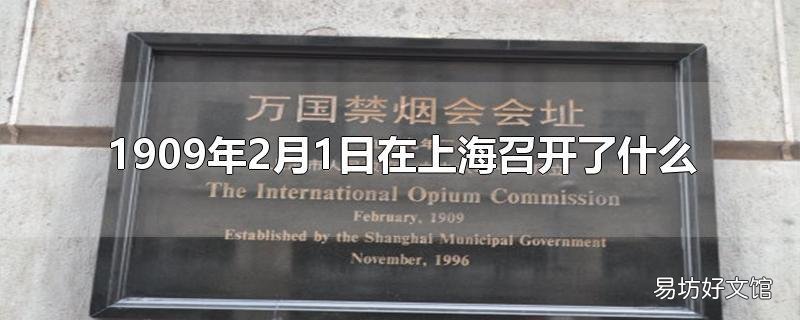 万国禁烟会会址
1909年2月1日在上海召开了什么
The International Opium Commission
February, 1909
Established by the Shanghai Municipal Government
November, 1996
易坊好文馆